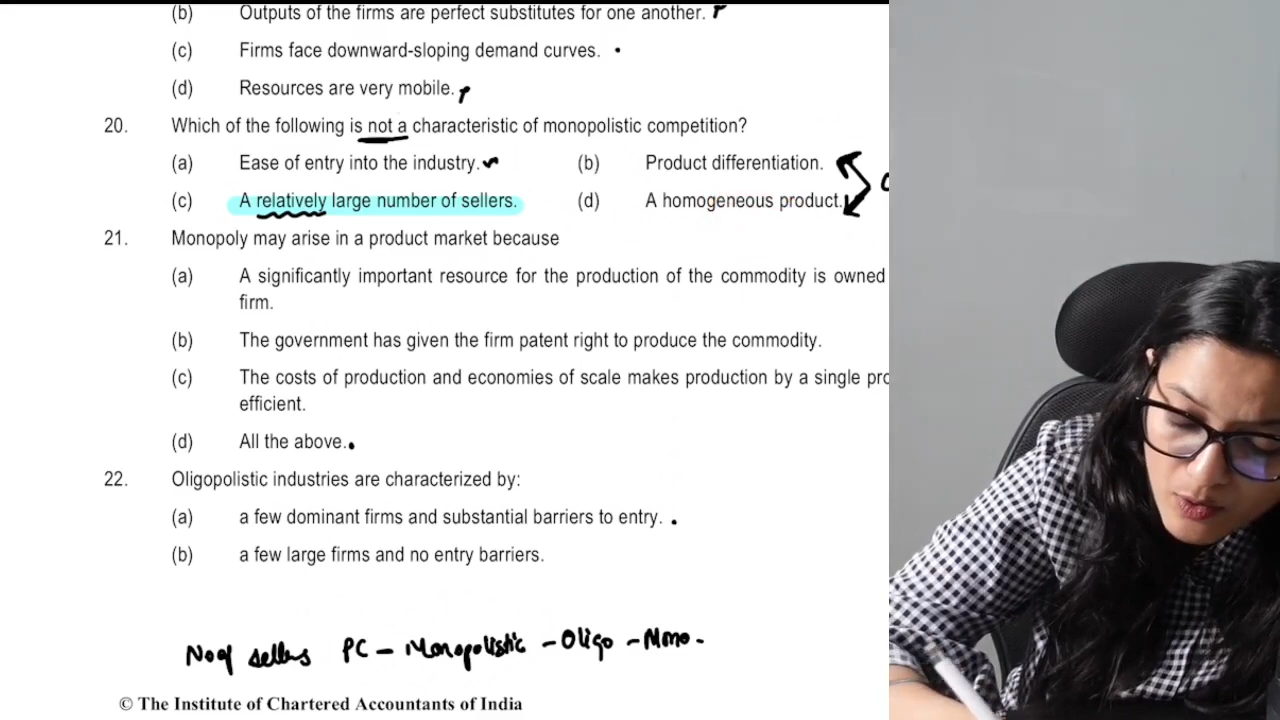 (b) Outputs of the firms are perfect substitutes for one another.
(c) Firms face downward-sloping demand curves.
(d) Resources are very mobile.
20. Which of the following is not a characteristic of monopolistic competition?
(a) Ease of entry into the industry. (b) Product differentiation.
(c) A relatively large number of sellers. (d) A homogeneous product.
21. Monopoly may arise in a product market because
(a) A significantly important resource for the production of the commodity is owned
firm.
(b) The government has given the firm patent right to produce the commodity.
(c) The costs of production and economies of scale makes production by a single pro
efficient.
(d) All the above.
22. Oligopolistic industries are characterized by:
(a) a few dominant firms and substantial barriers to entry.
(b) a few large firms and no entry barriers.
No of sellers PC - Monopolistic - Oligo - Mono -
© The Institute of Chartered Accountants of India